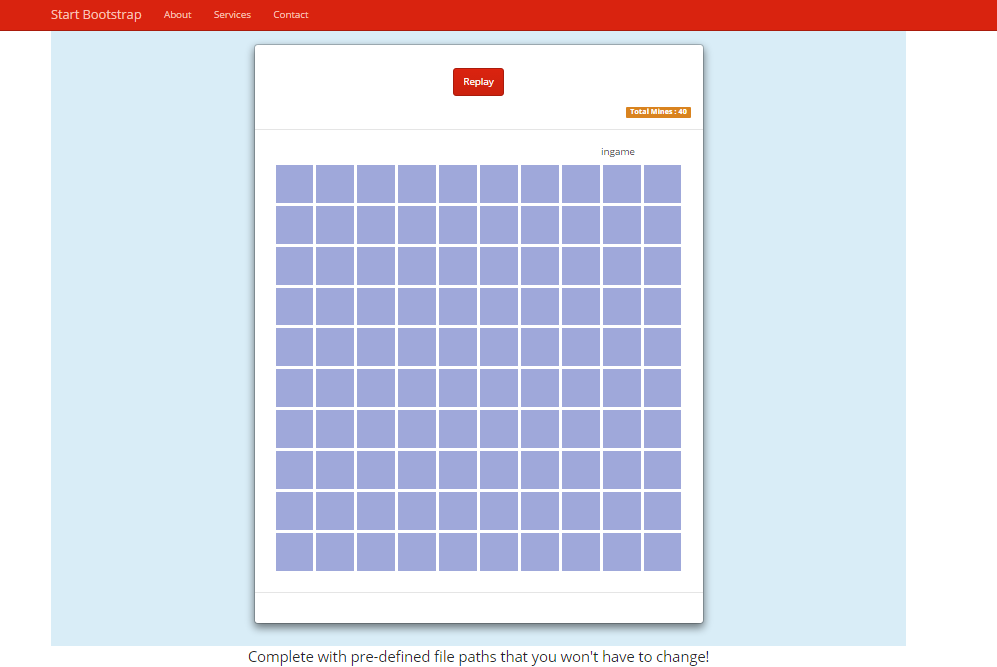 Start Bootstrap About Services Contact
Replay
Total Mines : 40
ingame
Complete with pre-defined file paths that you won't have to change!